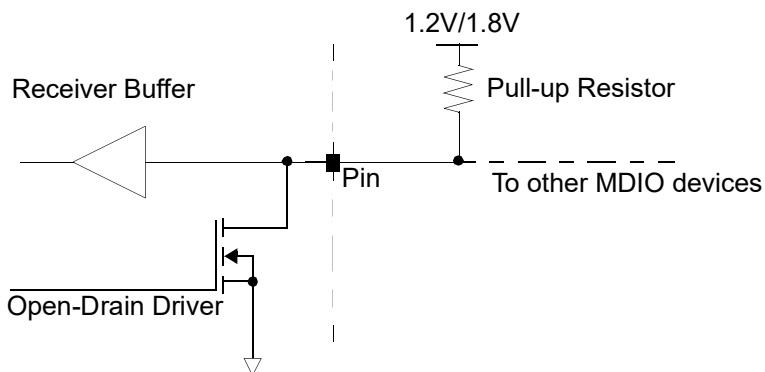 1.2V/1.8V
Receiver Buffer
Pull-up Resistor
Pin
To other MDIO devices
Open-Drain Driver